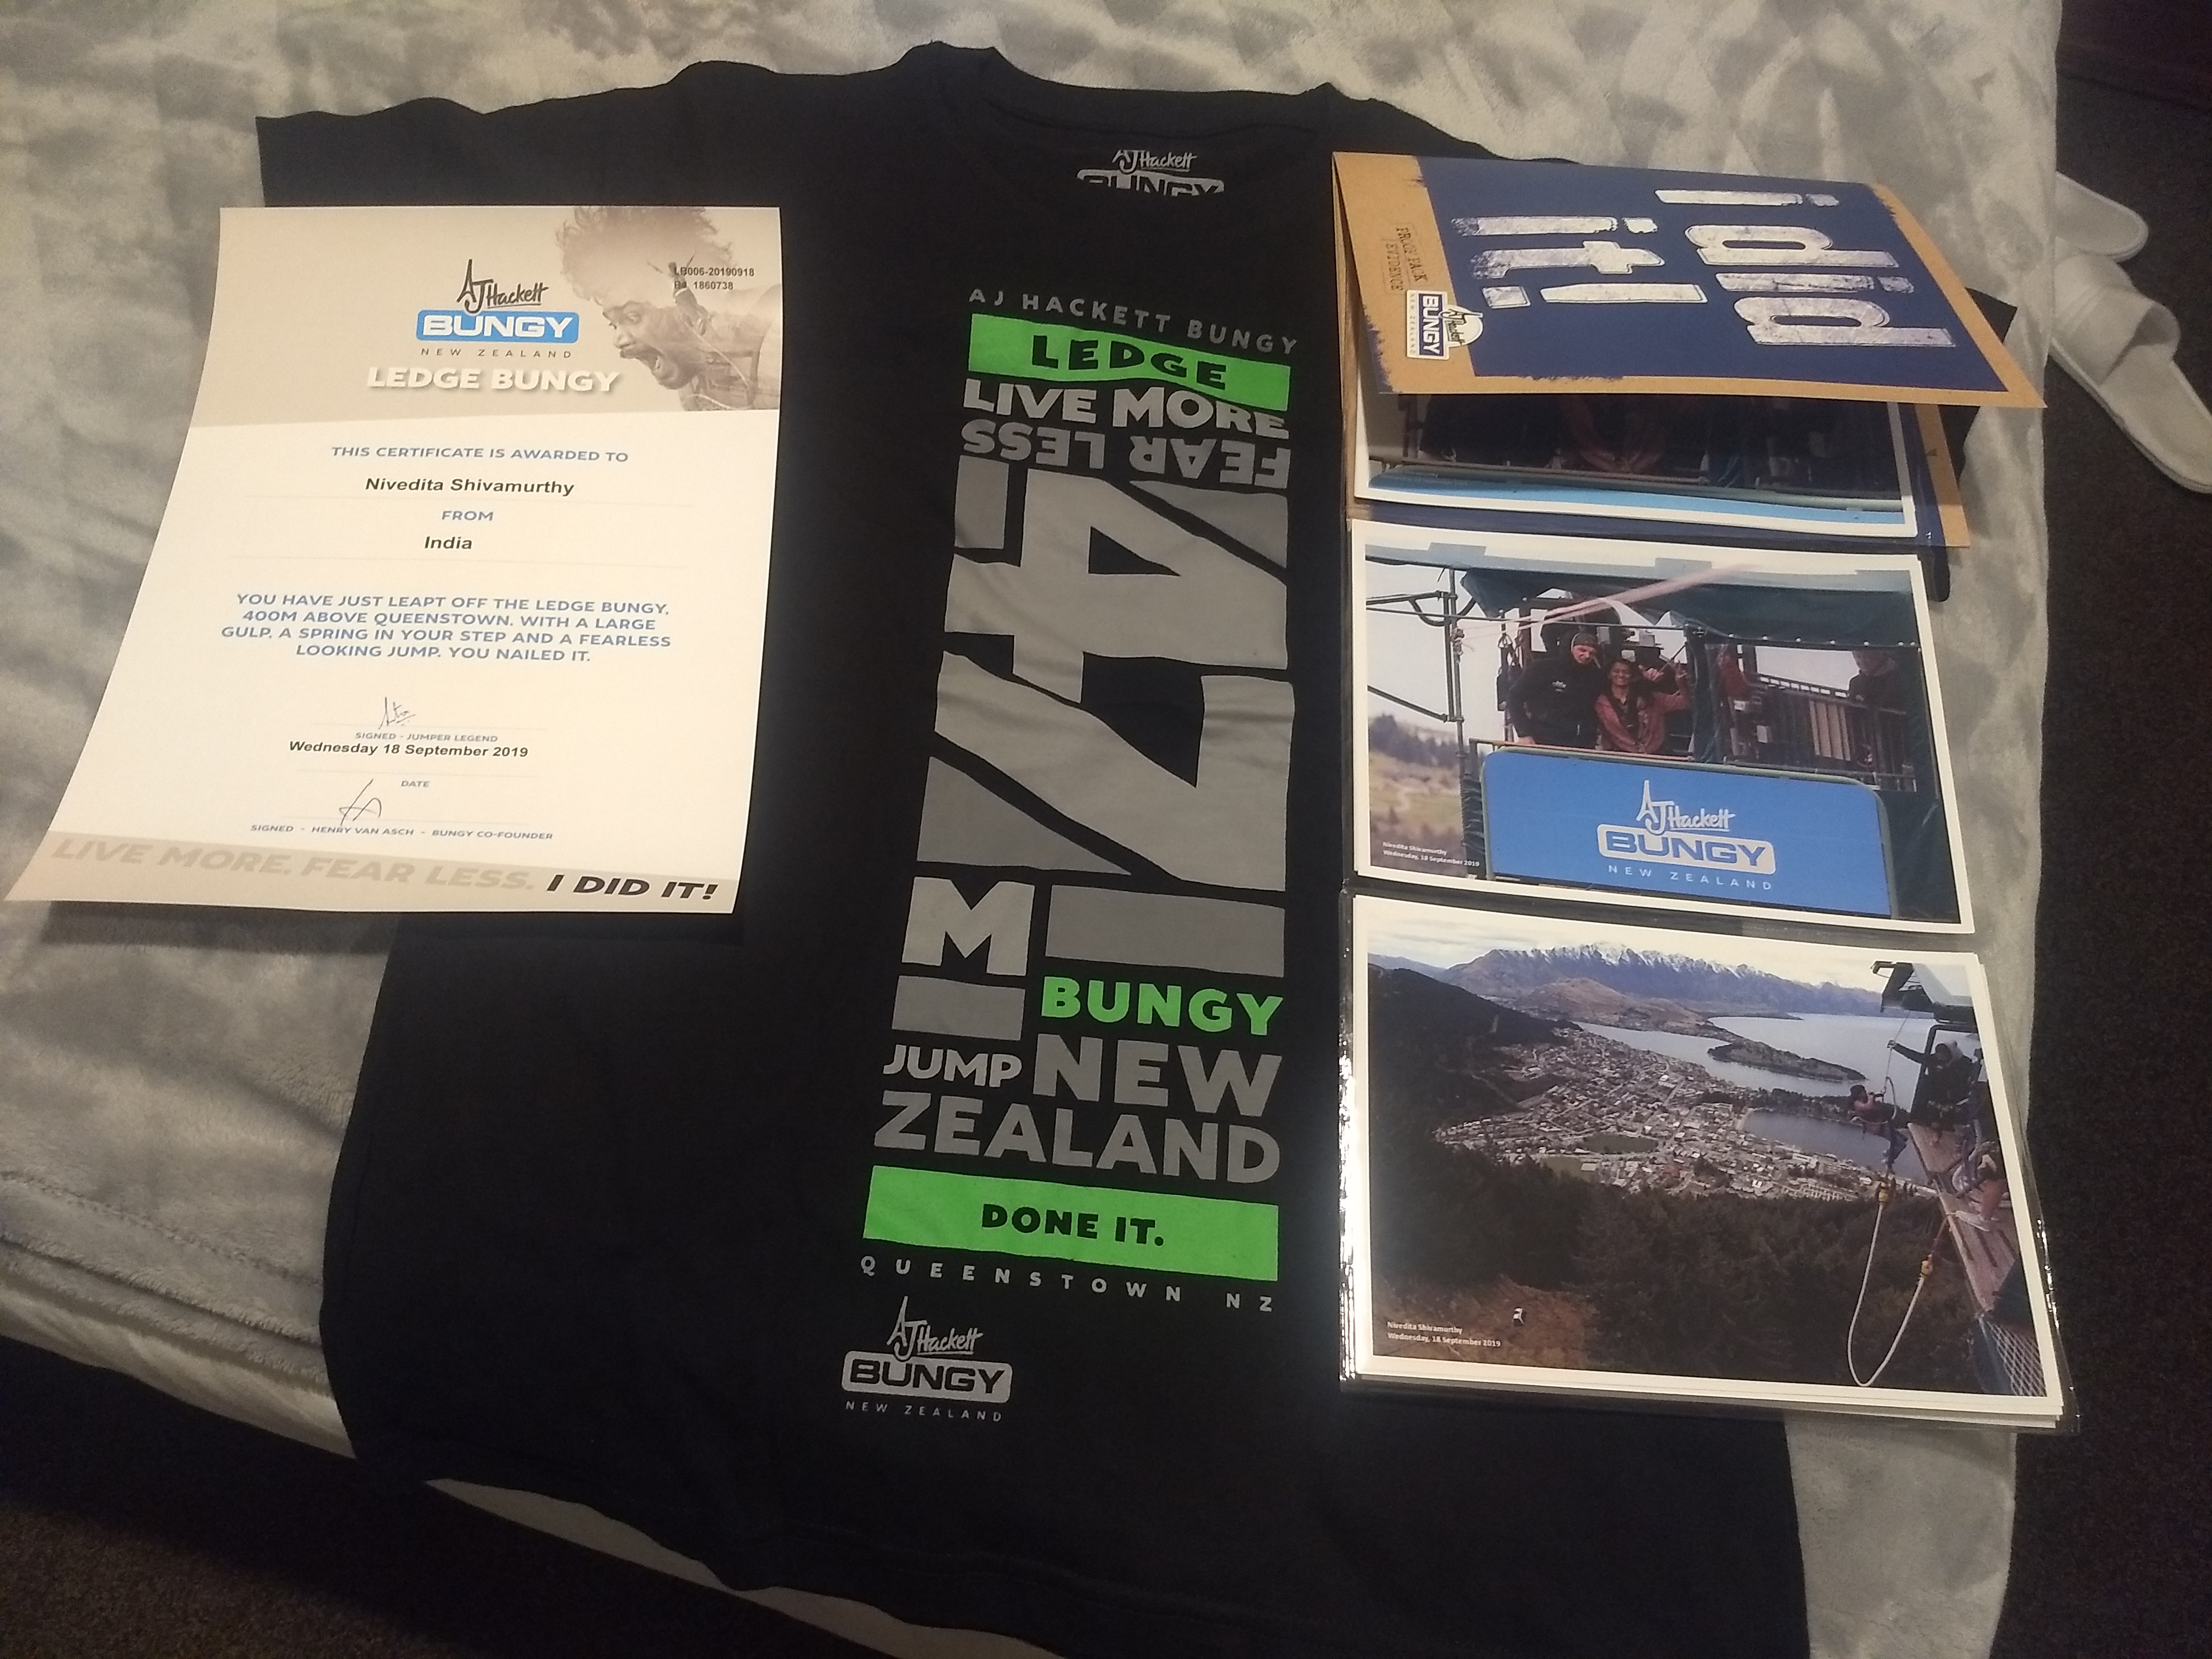 AJ Hackett
BUNGY
NEW ZEALAND
LEDGE BUNGY
LB006-20190918
1860738
THIS CERTIFICATE IS AWARDED TO
Nivedita Shivamurthy
FROM
India
YOU HAVE JUST LEAPT OFF THE LEDGE BUNGY,
400M ABOVE QUEENSTOWN. WITH A LARGE
GULP, A SPRING IN YOUR STEP AND A FEARLESS
LOOKING JUMP. YOU NAILED IT.
SIGNED - JUMPER LEGEND
Wednesday 18 September 2019
DATE
SIGNED - HENRY VAN ASCH - BUNGY CO-FOUNDER
LIVE MORE. FEAR LESS. I DID IT!
AJ Hackett
BUNGY
AJ HACKETT BUNGY
LEDGE
LIVE MORE
FEAR LESS
47
M
BUNGY
JUMP NEW
ZEALAND
DONE IT.
QUEENSTOWN NZ
AJ Hackett
BUNGY
NEW ZEALAND
i did
it!
EVIDENCE
AJ Hackett
BUNGY
NEW ZEALAND
AJ Hackett
BUNGY
NEW ZEALAND
Nivedita Shivamurthy
Wednesday, 18 September 2019
Nivedita Shivamurthy
Wednesday, 18 September 2019